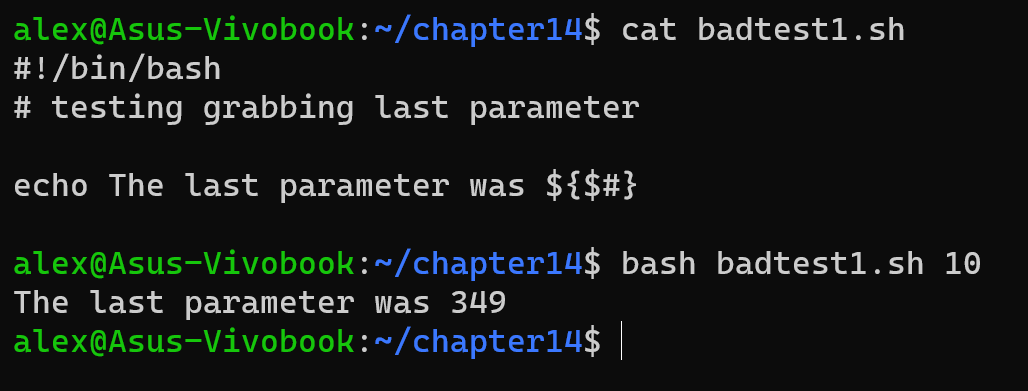 alex@Asus-Vivobook:~/chapter14$ cat badtest1.sh
#!/bin/bash
# testing grabbing last parameter
echo The last parameter was ${$#}
alex@Asus-Vivobook:~/chapter14$ bash badtest1.sh 10
The last parameter was 349
alex@Asus-Vivobook:~/chapter14$